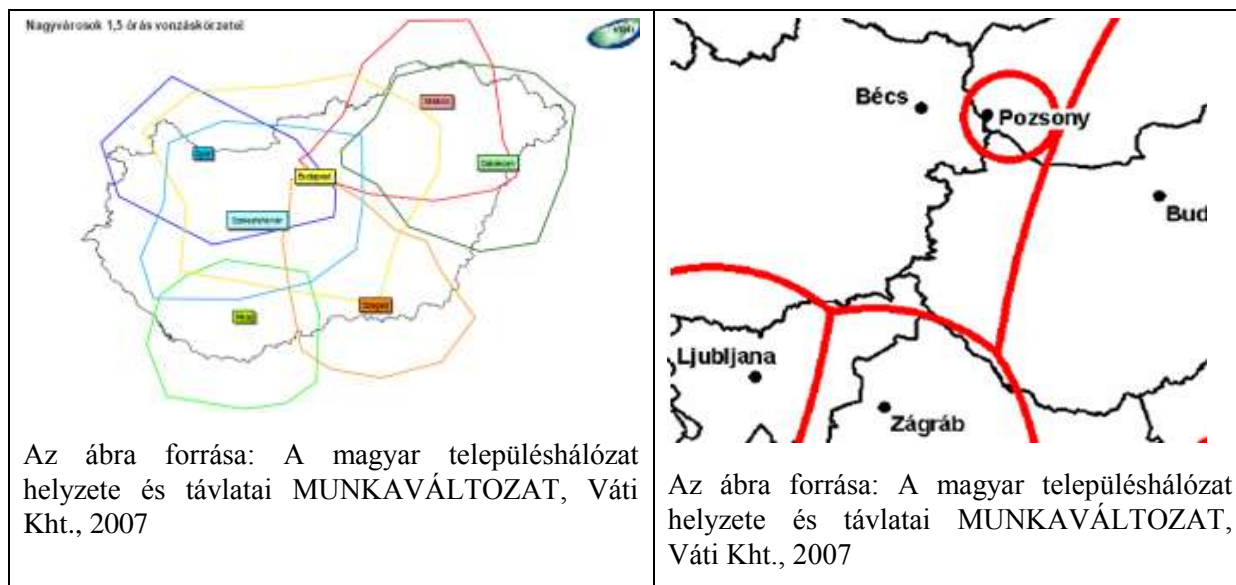 Nagyvárosok 1,5 órás vonzáskörzetei
VÁTI
Miskolc
Győr
Debrecen
Budapest
Székesfehérvár
Szeged
Pécs
Az ábra forrása: A magyar településhálózat
helyzete és távlatai MUNKAVÁLTOZAT, Váti
Kht., 2007
Bécs
Pozsony
Bud
Ljubljana
Zágráb
Az ábra forrása: A magyar településhálózat
helyzete és távlatai MUNKAVÁLTOZAT,
Váti Kht., 2007